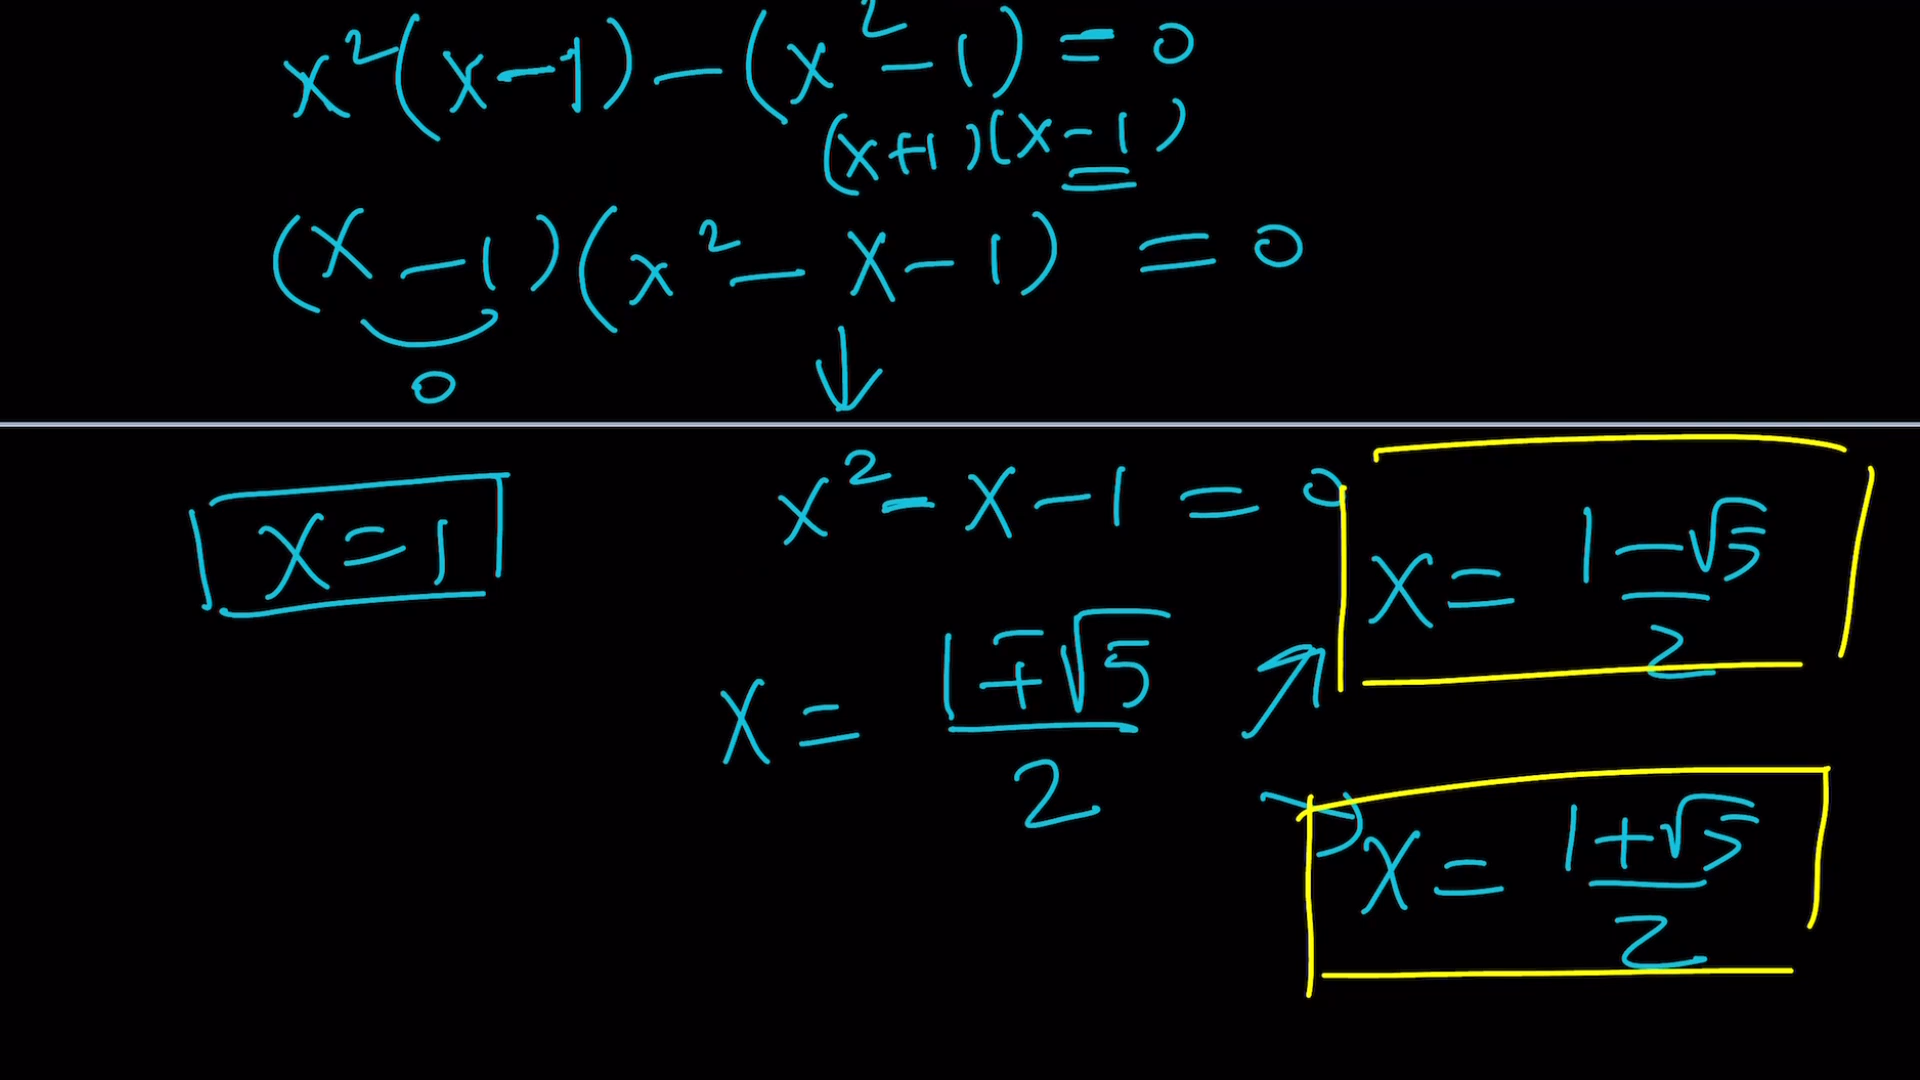 x²(x-1)-(x²-1)=0
(x+1)(x-1)
(x-1)(x²-x-1)=0
0
x=1
x²-x-1=0
x=(1∓√5)/2
x=(1-√5)/2
x=(1+√5)/2